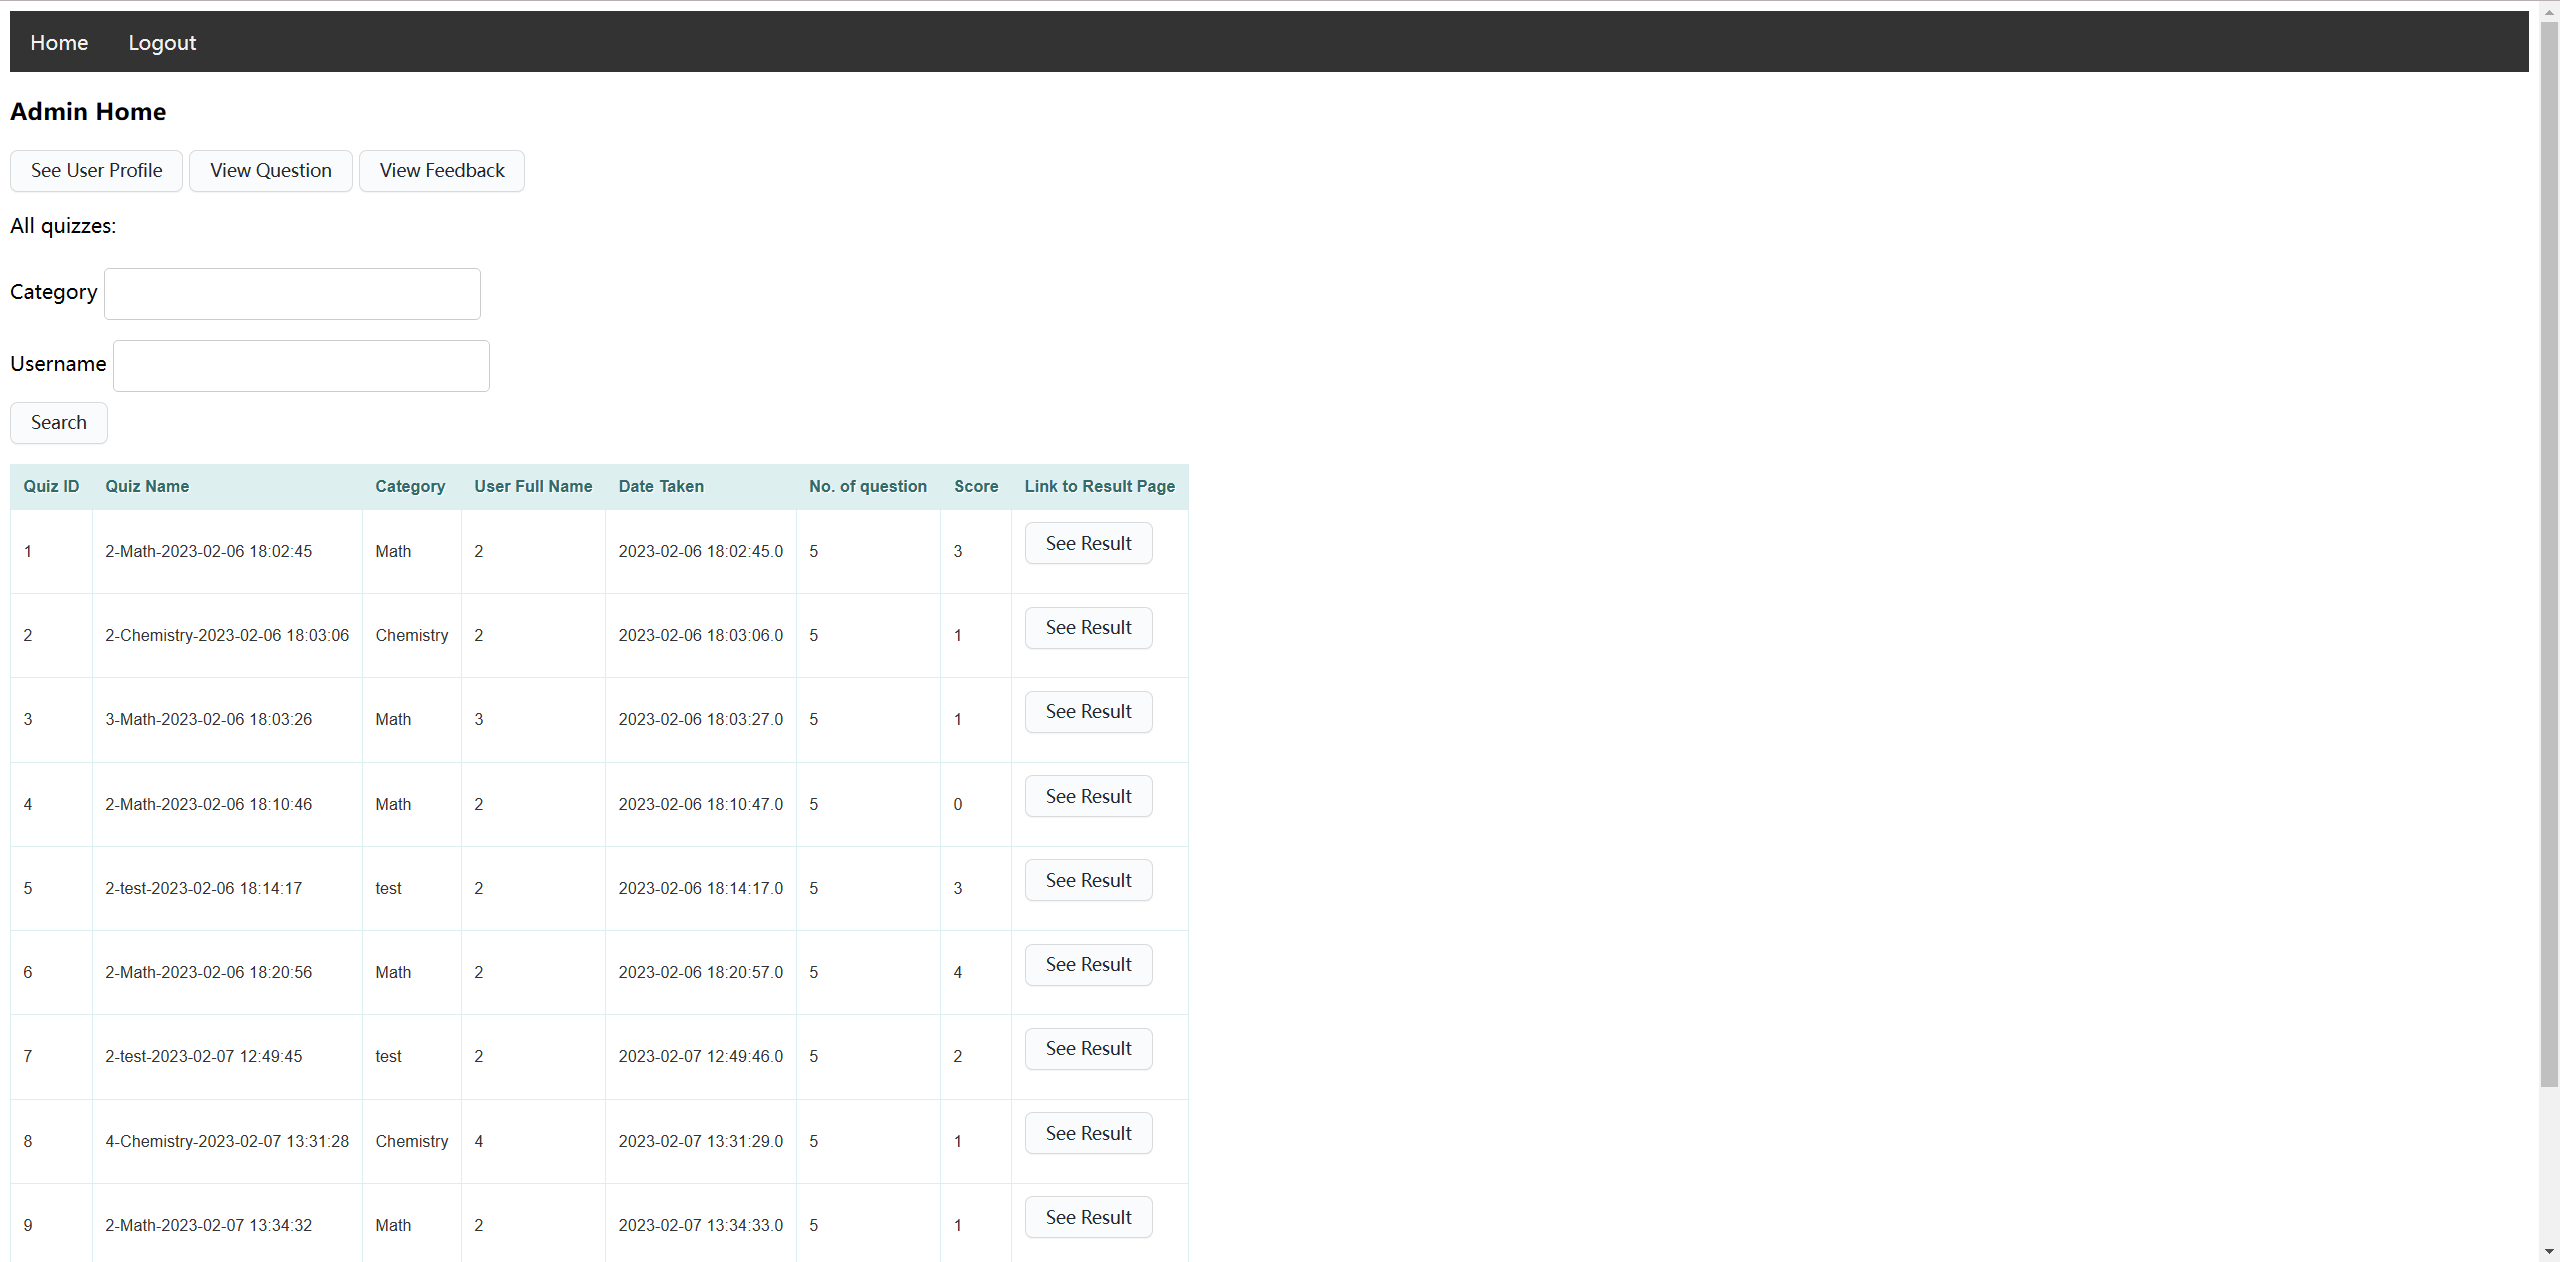 Home Logout
Admin Home
See User Profile View Question View Feedback
All quizzes:
Category
Username
Search
Quiz ID Quiz Name Category User Full Name Date Taken No. of question Score Link to Result Page
1 2-Math-2023-02-06 18:02:45 Math 2 2023-02-06 18:02:45.0 5 3 See Result
2 2-Chemistry-2023-02-06 18:03:06 Chemistry 2 2023-02-06 18:03:06.0 5 1 See Result
3 3-Math-2023-02-06 18:03:26 Math 3 2023-02-06 18:03:27.0 5 1 See Result
4 2-Math-2023-02-06 18:10:46 Math 2 2023-02-06 18:10:47.0 5 0 See Result
5 2-test-2023-02-06 18:14:17 test 2 2023-02-06 18:14:17.0 5 3 See Result
6 2-Math-2023-02-06 18:20:56 Math 2 2023-02-06 18:20:57.0 5 4 See Result
7 2-test-2023-02-07 12:49:45 test 2 2023-02-07 12:49:46.0 5 2 See Result
8 4-Chemistry-2023-02-07 13:31:28 Chemistry 4 2023-02-07 13:31:29.0 5 1 See Result
9 2-Math-2023-02-07 13:34:32 Math 2 2023-02-07 13:34:33.0 5 1 See Result